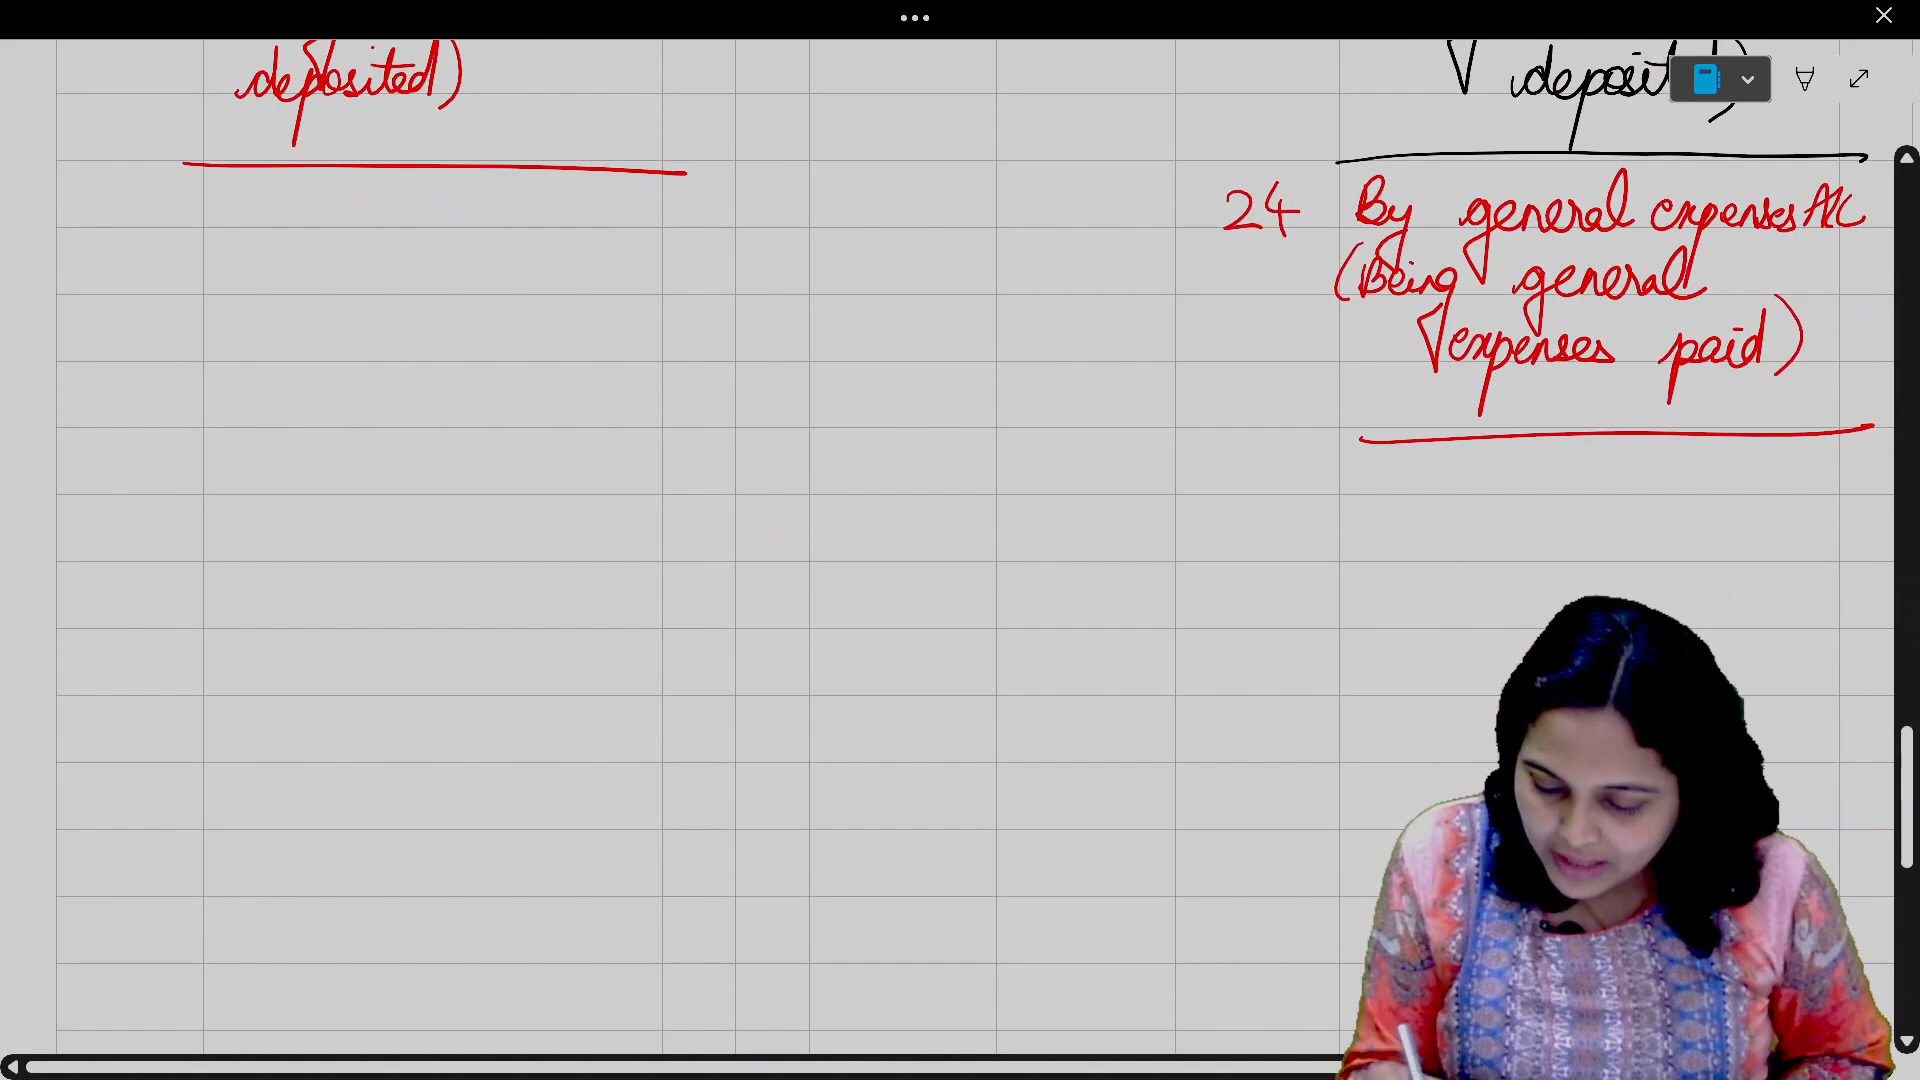 deposited)
deposit)
24 By general expenses A/C
(Being general
expenses paid)